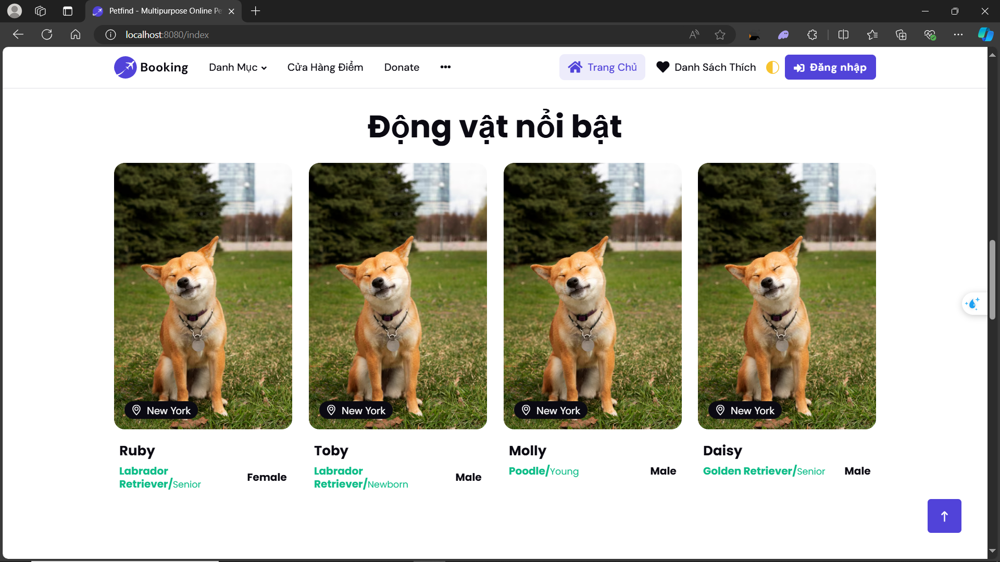 Petfind - Multipurpose Online Pe
localhost:8080/index
Booking
Danh Mục
Cửa Hàng Điểm
Donate
Trang Chủ
Danh Sách Thích
Đăng nhập
Động vật nổi bật
New York
New York
New York
New York
Ruby
Labrador
Retriever/Senior
Female
Toby
Labrador
Retriever/Newborn
Male
Molly
Poodle/Young
Male
Daisy
Golden Retriever/Senior
Male